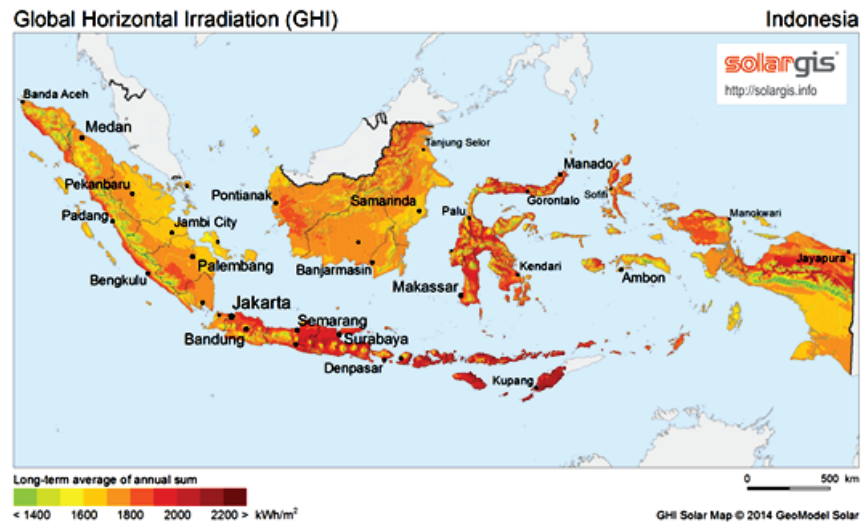 Global Horizontal Irradiation (GHI)
Indonesia
solargis
http://solargis.info
Banda Aceh
Medan
Tanjung Selor
Manado
Pekanbaru
Pontianak
Samarinda
Gorontalo
Sofifi
Padang
Jambi City
Palu
Manokwari
Palembang
Banjarmasin
Kendari
Jayapura
Bengkulu
Makassar
Ambon
Jakarta
Semarang
Bandung
Surabaya
Denpasar
Kupang
Long-term average of annual sum
< 1400 1600 1800 2000 2200 > kWh/m²
0 500 km
GHI Solar Map © 2014 GeoModel Solar